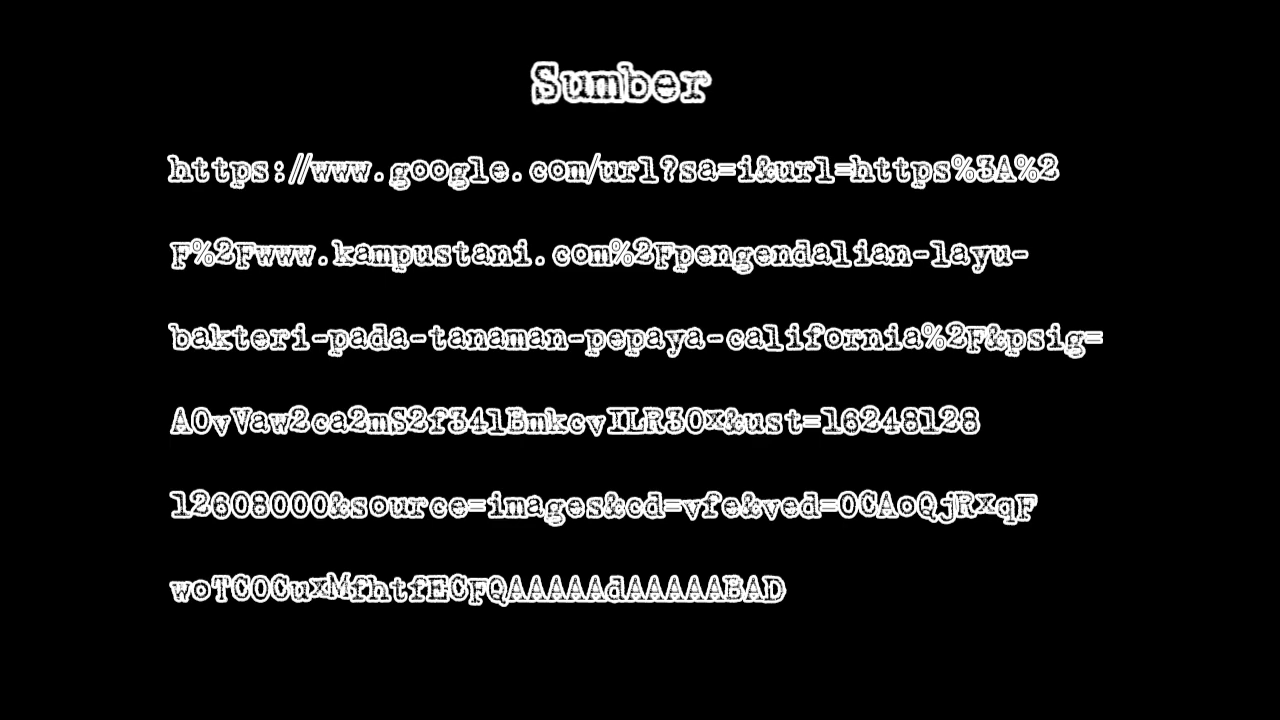 Sumber
https://www.google.com/url?sa=i&url=https%3A%2
F%2Fwww.kampustani.com%2Fpengendalian-layu-
bakteri-pada-tanaman-pepaya-california%2F&psig=
AOvVaw2ca2mS2f341BmkcvILR3OX&ust=16248128
12608000&source=images&cd=vfe&ved=0CAoQjRxqF
woTCOCuxMfhtfECFQAAAAAdAAAAABAD